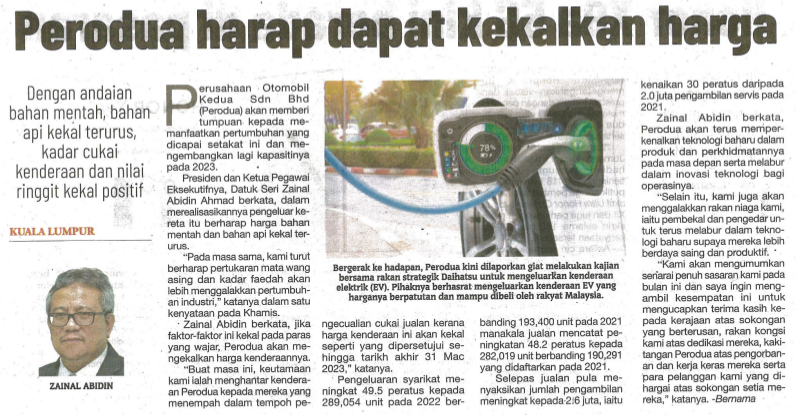 Perodua harap dapat kekalkan harga
Dengan andaian
bahan mentah, bahan
api kekal terurus,
kadar cukai
kenderaan dan nilai
ringgit kekal positif
KUALA LUMPUR
ZAINAL ABIDIN
Perusahaan Otomobil
Kedua Sdn Bhd
(Perodua) akan memberi
tumpuan kepada me-
manfaatkan pertumbuhan yang
dicapai setakat ini dan me-
ngembangkan lagi kapasitinya
pada 2023.
Presiden dan Ketua Pegawai
Eksekutifnya, Datuk Seri Zainal
Abidin Ahmad berkata, dalam
merealisasikannya pengeluar ke-
reta itu berharap harga bahan
mentah dan bahan api kekal ter-
urus.
“Pada masa sama, kami turut
berharap pertukaran mata wang
asing dan kadar faedah akan
lebih menggalakkan pertumbuh-
an industri,” katanya dalam satu
kenyataan pada Khamis.
Zainal Abidin berkata, jika
faktor-faktor ini kekal pada paras
yang wajar, Perodua akan me-
ngekalkan harga kenderaannya.
“Buat masa ini, keutamaan
kami ialah menghantar kendera-
an Perodua kepada mereka yang
menempah dalam tempoh pe-
78%
Bergerak ke hadapan, Perodua kini dilaporkan giat melakukan kajian
bersama rakan strategik Daihatsu untuk mengeluarkan kenderaan
elektrik (EV). Pihaknya berhasrat mengeluarkan kenderaan EV yang
harganya berpatutan dan mampu dibeli oleh rakyat Malaysia.
ngecualian cukai jualan kerana
harga kenderaan ini akan kekal
seperti yang dipersetujui se-
hingga tarikh akhir 31 Mac
2023,” katanya.
Pengeluaran syarikat me-
ningkat 49.5 peratus kepada
289,054 unit pada 2022 ber-
banding 193,400 unit pada 2021
manakala jualan mencatat pe-
ningkatan 48.2 peratus kepada
282,019 unit berbanding 190,291
yang didaftarkan pada 2021.
Selepas jualan pula me-
nyaksikan jumlah pengambilan
meningkat kepada 2.6 juta, iaitu
kenaikan 30 peratus daripada
2.0 juta pengambilan servis pada
2021.
Zainal Abidin berkata,
Perodua akan terus memper-
kenalkan teknologi baharu dalam
produk dan perkhidmatannya
pada masa depan serta melabur
dalam inovasi teknologi bagi
operasinya.
“Selain itu, kami juga akan
menggalakkan rakan niaga kami,
iaitu pembekal dan pengedar un-
tuk terus melabur dalam tekno-
logi baharu supaya mereka lebih
berdaya saing dan produktif.
“Kami akan mengumumkan
senarai penuh sasaran kami pada
bulan ini dan saya ingin meng-
ambil kesempatan ini untuk
mengucapkan terima kasih ke-
pada kerajaan atas sokongan
yang berterusan, rakan kongsi
kami atas dedikasi mereka, kaki-
tangan Perodua atas pengorban-
an dan kerja keras mereka serta
para pelanggan kami yang di-
hargai atas sokongan setia me-
reka,” katanya. -Bernama